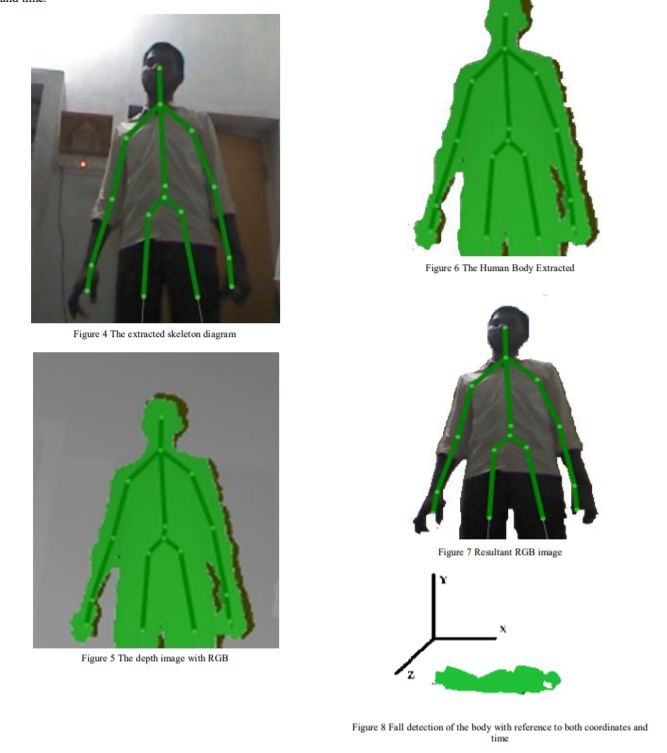 and time.
Figure 4 The extracted skeleton diagram
Figure 5 The depth image with RGB
Figure 6 The Human Body Extracted
Figure 7 Resultant RGB image
Y
X
Z
Figure 8 Fall detection of the body with reference to both coordinates and
time